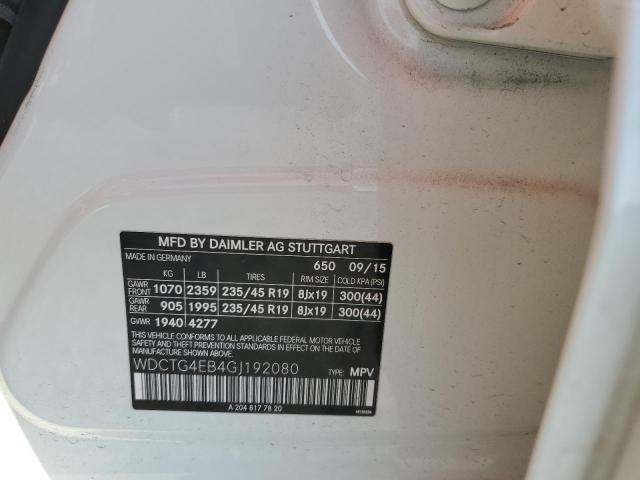 MFD BY DAIMLER AG STUTTGART
MADE IN GERMANY
650 09/15
KG LB TIRES RIM SIZE COLD KPA (PSI)
GAWR FRONT 1070 2359 235/45 R19 8Jx19 300(44)
GAWR REAR 905 1995 235/45 R19 8Jx19 300(44)
GVWR 1940 4277
THIS VEHICLE CONFORMS TO ALL APPLICABLE FEDERAL MOTOR VEHICLE
SAFETY AND THEFT PREVENTION STANDARDS IN EFFECT ON THE DATE
OF MANUFACTURE SHOWN ABOVE.
WDCTG4EB4GJ192080 TYPE: MPV
A 204 817 78 20